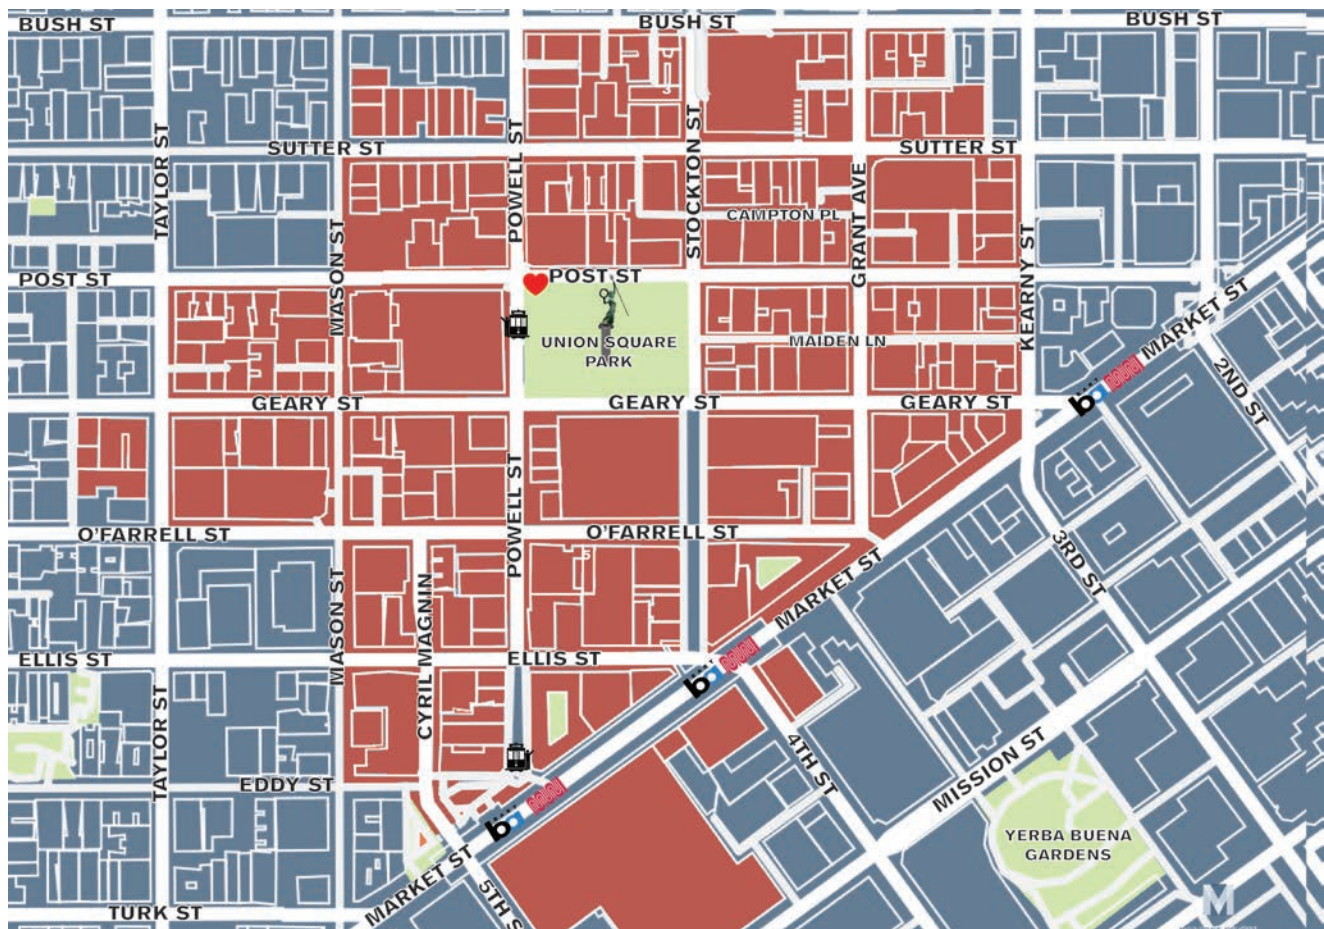 BUSH ST
BUSH ST
BUSH ST
SUTTER ST
SUTTER ST
TAYLOR ST
POWELL ST
STOCKTON ST
GRANT AVE
CAMPTON PL
MASON ST
KEARNY ST
POST ST
POST ST
MARKET ST
UNION SQUARE
PARK
MAIDEN LN
2ND ST
GEARY ST
GEARY ST
GEARY ST
ba
POWELL ST
O'FARRELL ST
O'FARRELL ST
3RD ST
MASON ST
CYRIL MAGNIN
MARKET ST
ELLIS ST
ELLIS ST
ba
TAYLOR ST
4TH ST
MISSION ST
EDDY ST
ba
YERBA BUENA
GARDENS
MARKET ST
5TH S
TURK ST
M